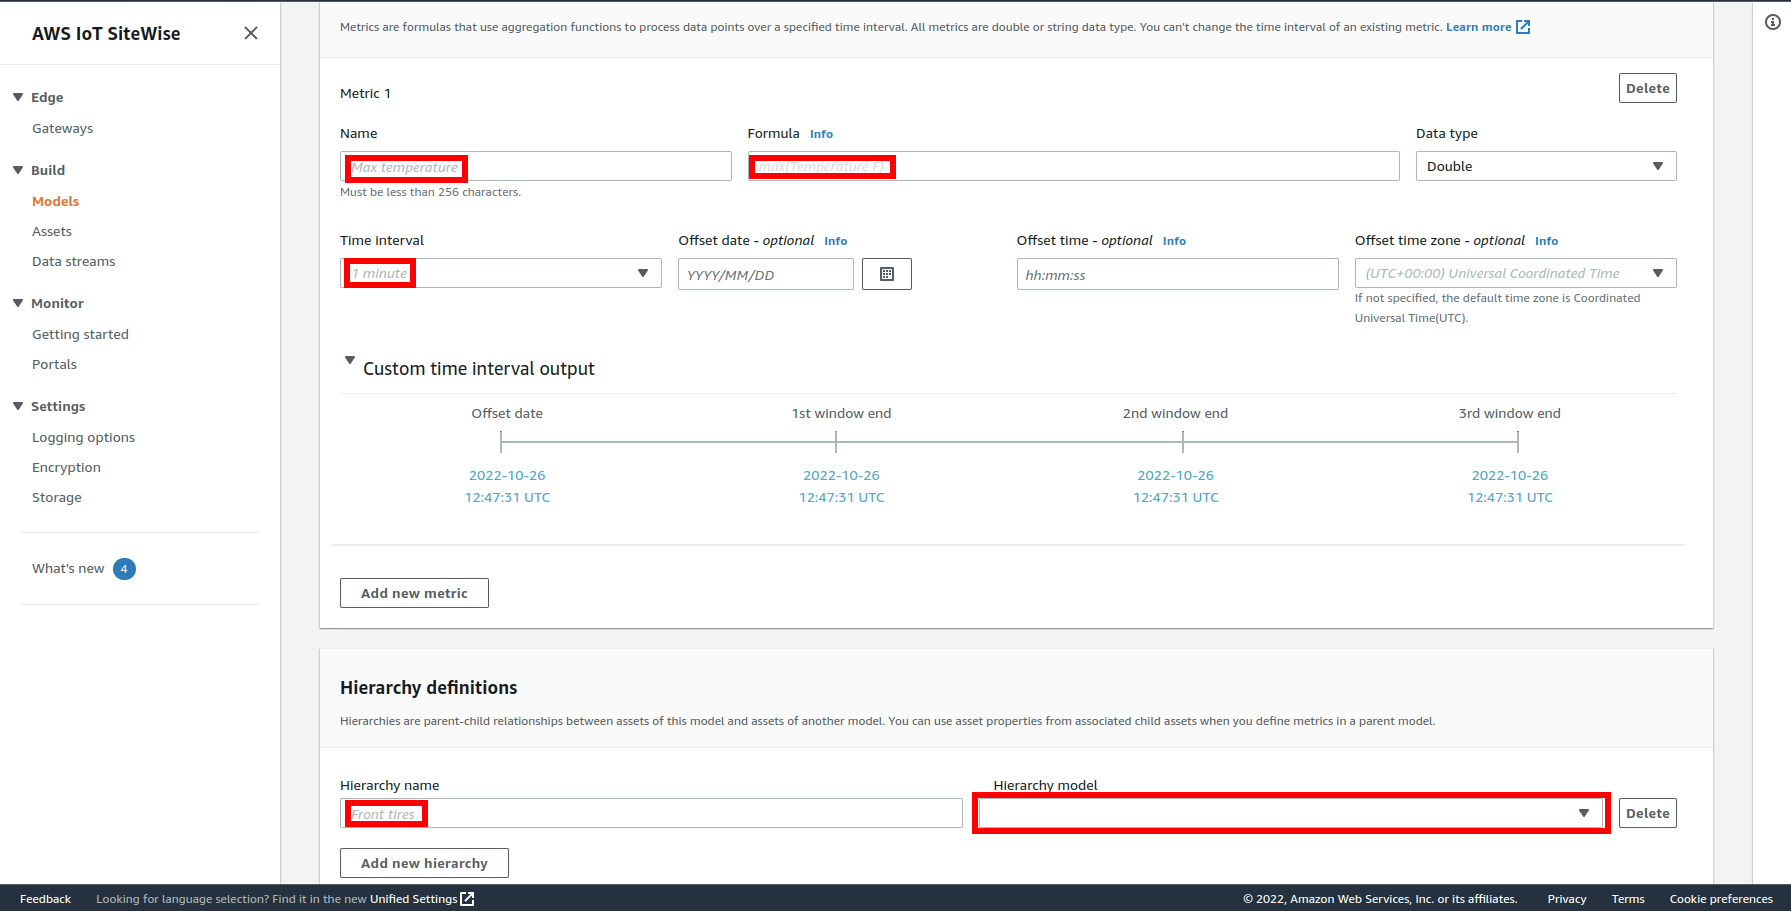 Metrics are formulas that use aggregation functions to process data points over a specified time interval. All metrics are double or string data type. You can't change the time interval of an existing metric. Learn more
AWS IoT SiteWise
Edge
Gateways
Build
Models
Assets
Data streams
Monitor
Getting started
Portals
Settings
Logging options
Encryption
Storage
What's new 4
Metric 1
Delete
Name
Formula Info
Data type
Max temperature
max(Temperature F)
Double
Must be less than 256 characters.
Time interval
Offset date - optional Info
Offset time - optional Info
Offset time zone - optional Info
1 minute
YYYY/MM/DD
hh:mm:ss
(UTC+00:00) Universal Coordinated Time
If not specified, the default time zone is Coordinated
Universal Time(UTC).
Custom time interval output
Offset date
1st window end
2nd window end
3rd window end
2022-10-26
12:47:31 UTC
2022-10-26
12:47:31 UTC
2022-10-26
12:47:31 UTC
2022-10-26
12:47:31 UTC
Add new metric
Hierarchy definitions
Hierarchies are parent-child relationships between assets of this model and assets of another model. You can use asset properties from associated child assets when you define metrics in a parent model.
Hierarchy name
Hierarchy model
Front tires
Delete
Add new hierarchy
Feedback
Looking for language selection? Find it in the new Unified Settings
© 2022, Amazon Web Services, Inc. or its affiliates.
Privacy
Terms
Cookie preferences